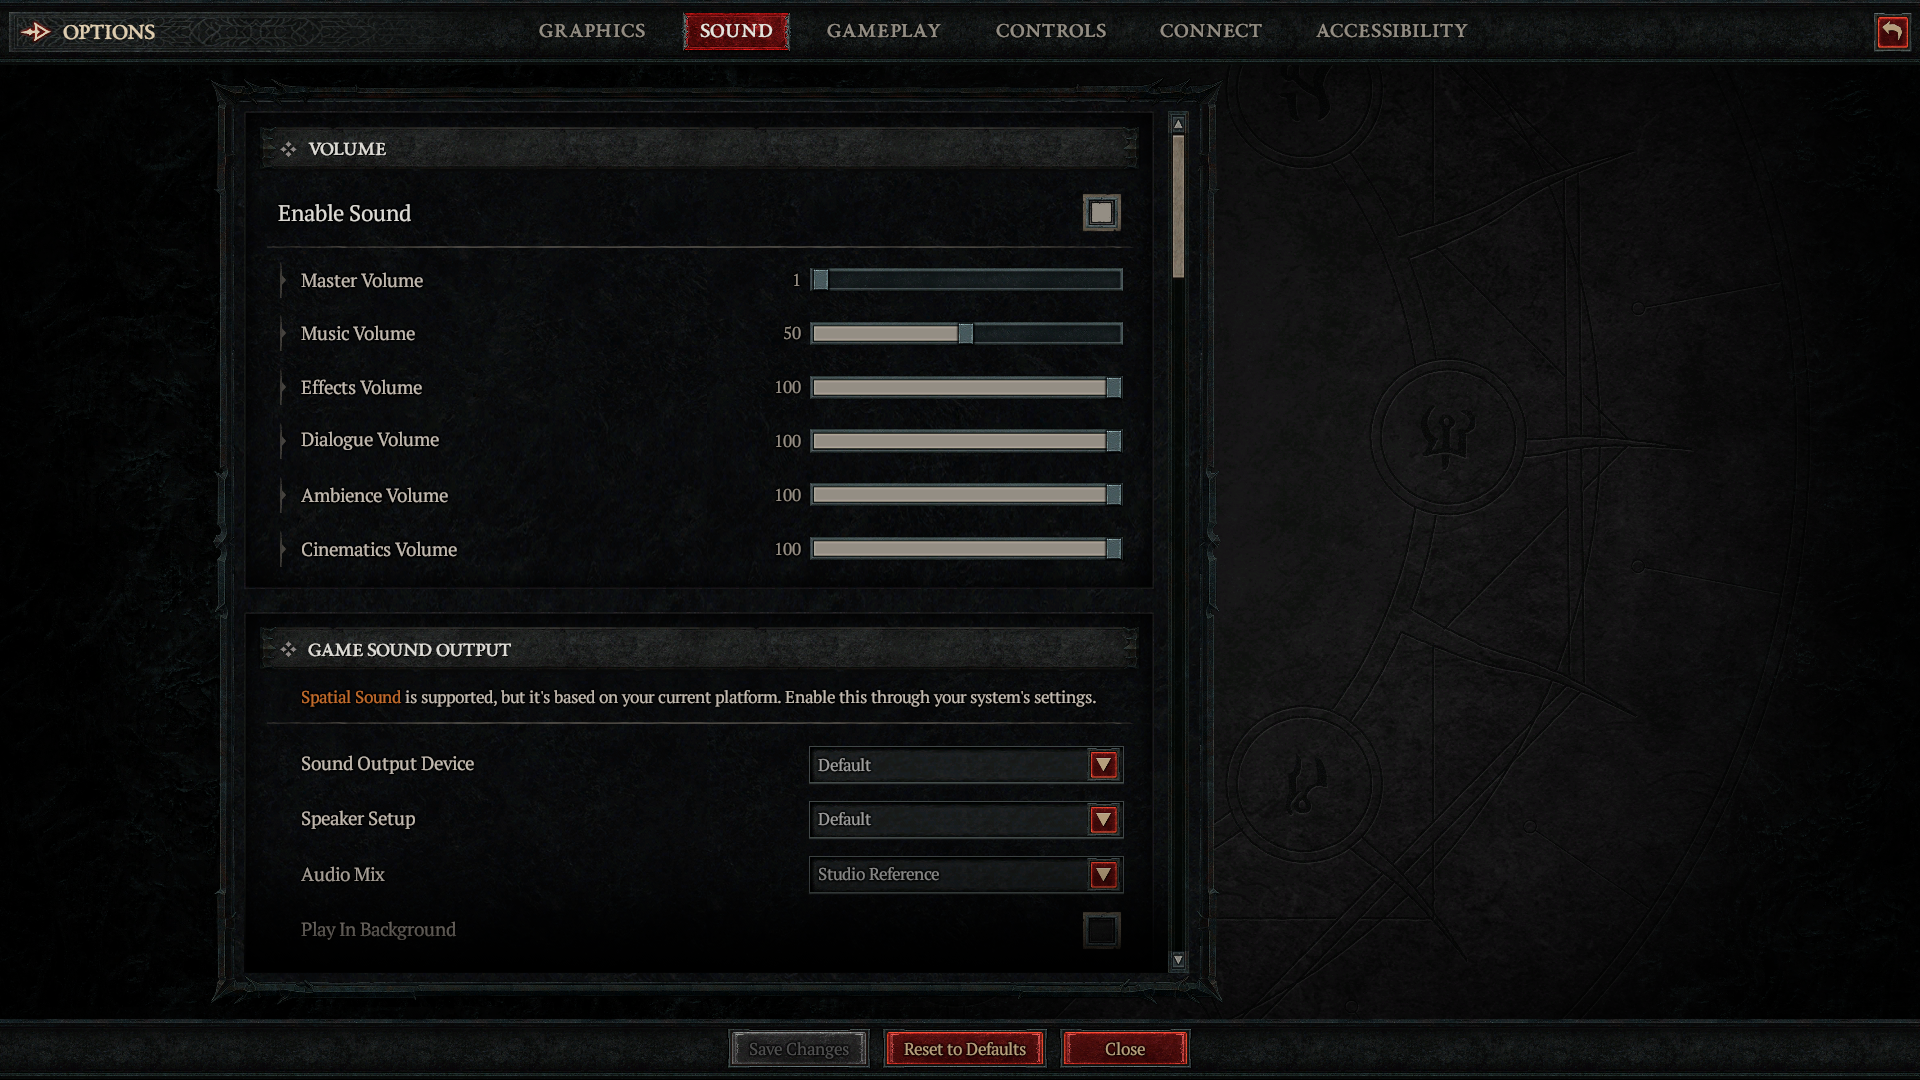 OPTIONS
GRAPHICS
SOUND
GAMEPLAY
CONTROLS
CONNECT
ACCESSIBILITY
VOLUME
Enable Sound
Master Volume 1
Music Volume 50
Effects Volume 100
Dialogue Volume 100
Ambience Volume 100
Cinematics Volume 100
GAME SOUND OUTPUT
Spatial Sound is supported, but it's based on your current platform. Enable this through your system's settings.
Sound Output Device Default
Speaker Setup Default
Audio Mix Studio Reference
Play In Background
Save Changes
Reset to Defaults
Close